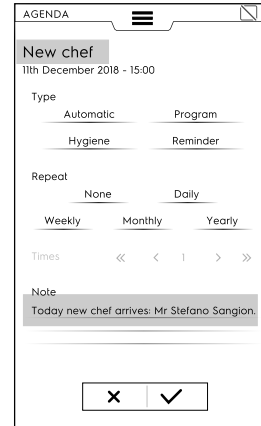 AGENDA
New chef
11th December 2018 - 15:00
Type
Automatic Program
Hygiene Reminder
Repeat
None Daily
Weekly Monthly Yearly
Times « < 1 > »
Note
Today new chef arrives: Mr Stefano Sangion.